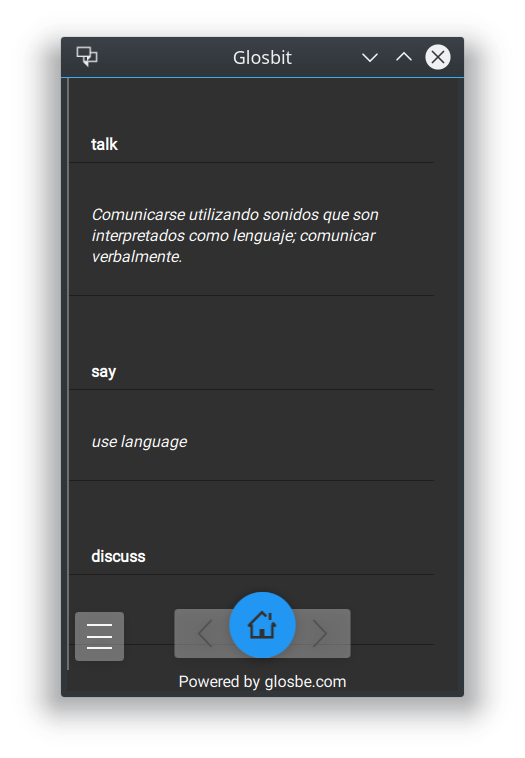 Glosbit
talk
Comunicarse utilizando sonidos que son
interpretados como lenguaje; comunicar
verbalmente.
say
use language
discuss
Powered by glosbe.com